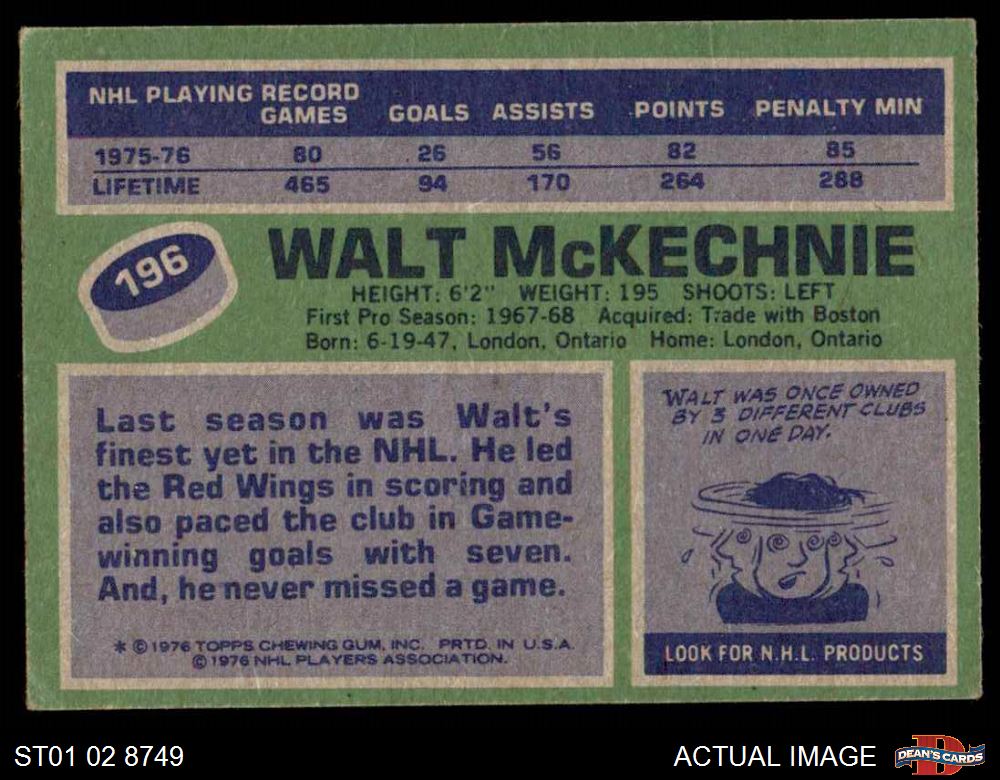 NHL PLAYING RECORD
GAMES GOALS ASSISTS POINTS PENALTY MIN
1975-76 80 26 56 82 85
LIFETIME 465 94 170 264 288
196
WALT McKECHNIE
HEIGHT: 6'2" WEIGHT: 195 SHOOTS: LEFT
First Pro Season: 1967-68 Acquired: Trade with Boston
Born: 6-19-47, London, Ontario Home: London, Ontario
Last season was Walt's
finest yet in the NHL. He led
the Red Wings in scoring and
also paced the club in Game-
winning goals with seven.
And, he never missed a game.
* © 1976 TOPPS CHEWING GUM, INC. PRTD. IN U.S.A.
© 1976 NHL PLAYERS ASSOCIATION.
WALT WAS ONCE OWNED
BY 3 DIFFERENT CLUBS
IN ONE DAY.
LOOK FOR N.H.L. PRODUCTS
ST01 02 8749
ACTUAL IMAGE
D
DEAN'S CARDS